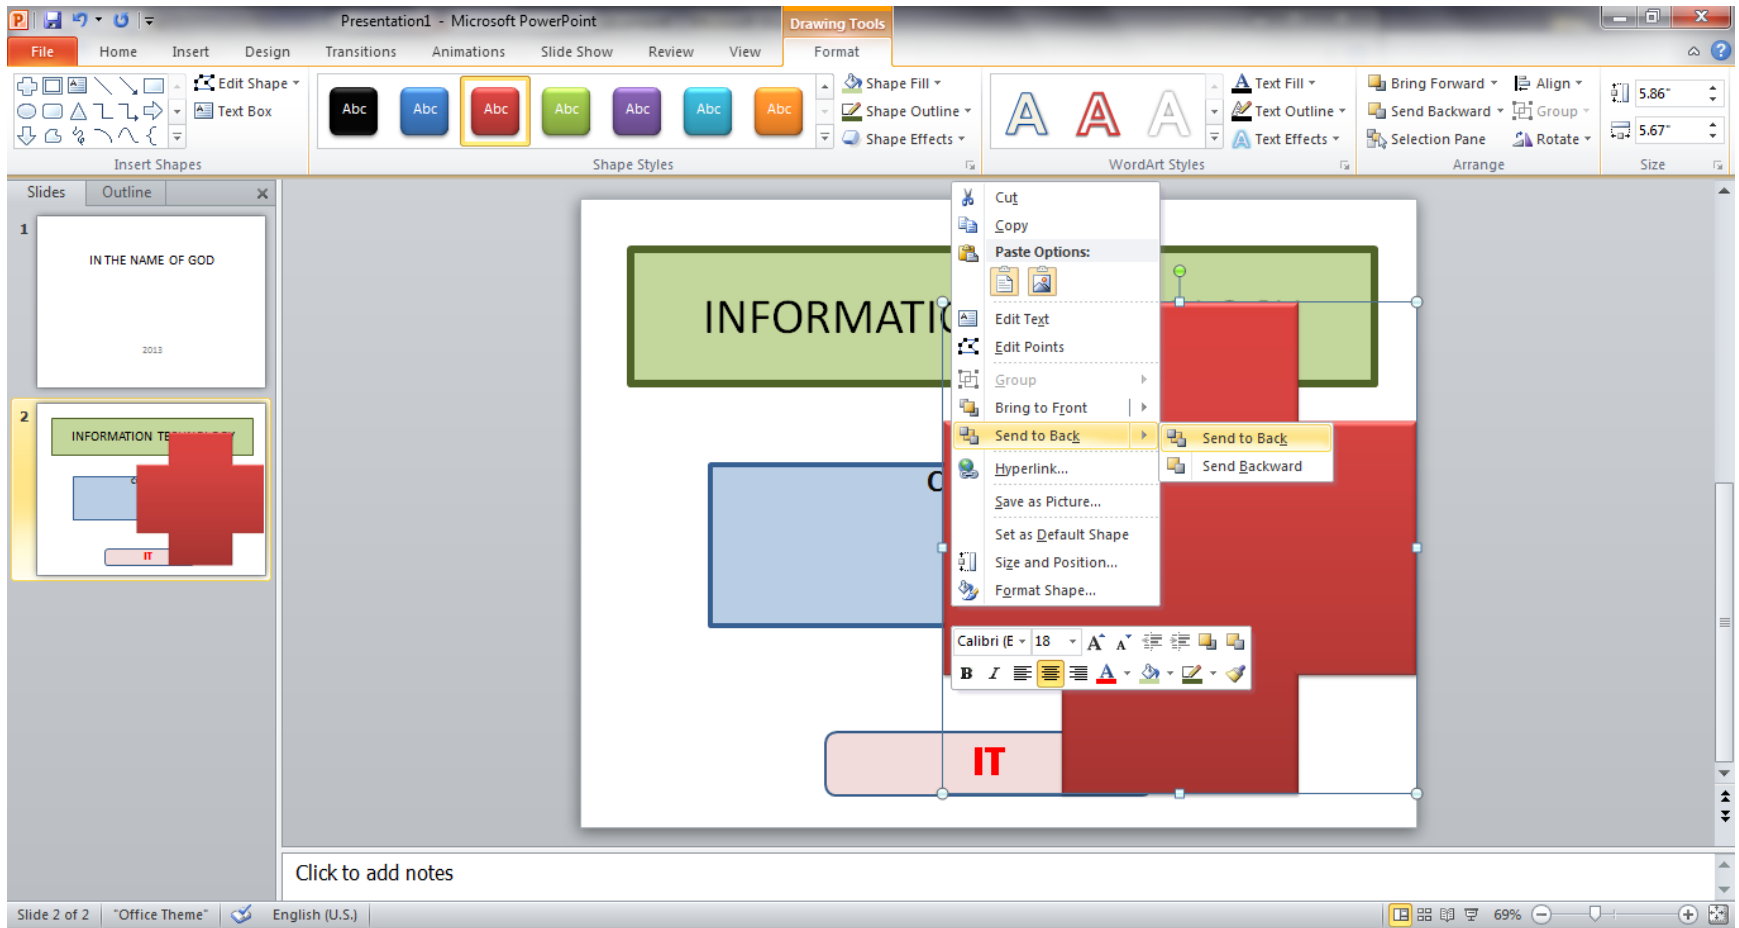 Presentation1 - Microsoft PowerPoint
Drawing Tools
File Home Insert Design Transitions Animations Slide Show Review View Format
Edit Shape
Text Box
Insert Shapes
Abc Abc Abc Abc Abc Abc Abc
Shape Fill
Shape Outline
Shape Effects
Shape Styles
Text Fill
Text Outline
Text Effects
WordArt Styles
Bring Forward
Send Backward
Selection Pane
Align
Group
Rotate
Arrange
5.86"
5.67"
Size
Slides Outline
1
IN THE NAME OF GOD
2013
2
INFORMATION
IT
INFORMATI
C
IT
Cut
Copy
Paste Options:
Edit Text
Edit Points
Group
Bring to Front
Send to Back
Hyperlink...
Save as Picture...
Set as Default Shape
Size and Position...
Format Shape...
Send to Back
Send Backward
Calibri (E 18 A A
B I A
Click to add notes
Slide 2 of 2 "Office Theme" English (U.S.) 69%